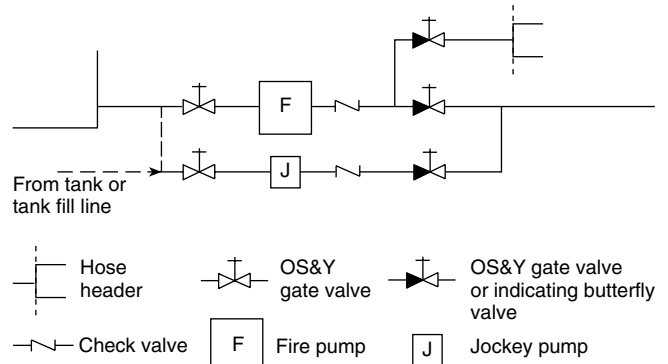 F
J
From tank or
tank fill line
Hose
header
OS&Y
gate valve
OS&Y gate valve
or indicating butterfly
valve
Check valve
F
Fire pump
J
Jockey pump